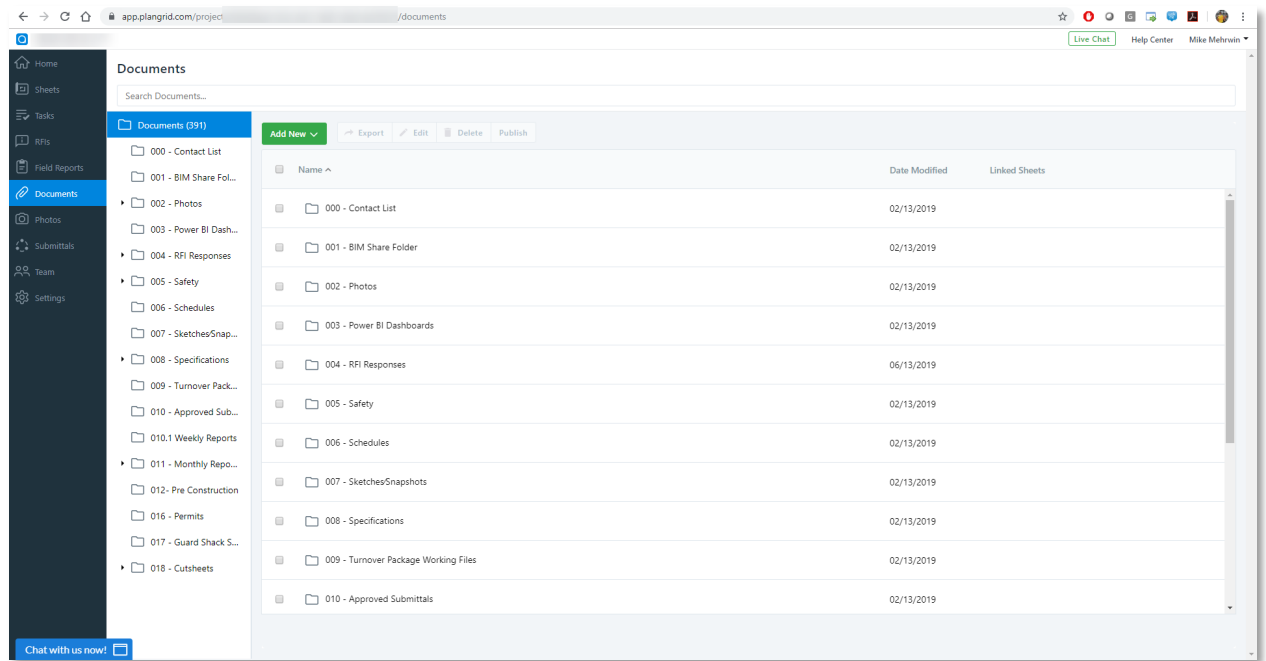 app.plangrid.com/project /documents
Live Chat Help Center Mike Mehrwin
Home
Sheets
Tasks
RFIs
Field Reports
Documents
Photos
Submittals
Team
Settings
Chat with us now!
Documents
Search Documents...
Documents (391)
000 - Contact List
001 - BIM Share Fol...
002 - Photos
003 - Power BI Dash...
004 - RFI Responses
005 - Safety
006 - Schedules
007 - Sketches/Snap...
008 - Specifications
009 - Turnover Pack...
010 - Approved Sub...
010.1 Weekly Reports
011 - Monthly Repo...
012- Pre Construction
016 - Permits
017 - Guard Shack S...
018 - Cutsheets
Add New Export Edit Delete Publish
Name Date Modified Linked Sheets
000 - Contact List 02/13/2019
001 - BIM Share Folder 02/13/2019
002 - Photos 02/13/2019
003 - Power BI Dashboards 02/13/2019
004 - RFI Responses 06/13/2019
005 - Safety 02/13/2019
006 - Schedules 02/13/2019
007 - Sketches/Snapshots 02/13/2019
008 - Specifications 02/13/2019
009 - Turnover Package Working Files 02/13/2019
010 - Approved Submittals 02/13/2019